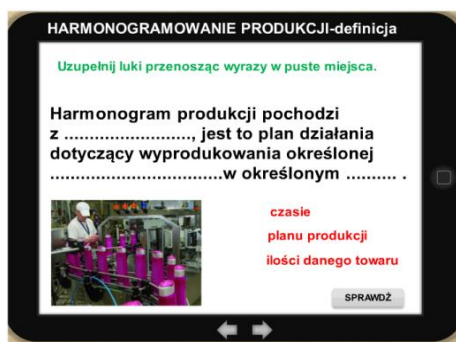 HARMONOGRAMOWANIE PRODUKCJI-definicja
Uzupełnij luki przenosząc wyrazy w puste miejsca.
Harmonogram produkcji pochodzi
z ......................., jest to plan działania
dotyczący wyprodukowania określonej
..................................w określonym .......... .
czasie
planu produkcji
ilości danego towaru
SPRAWDŹ